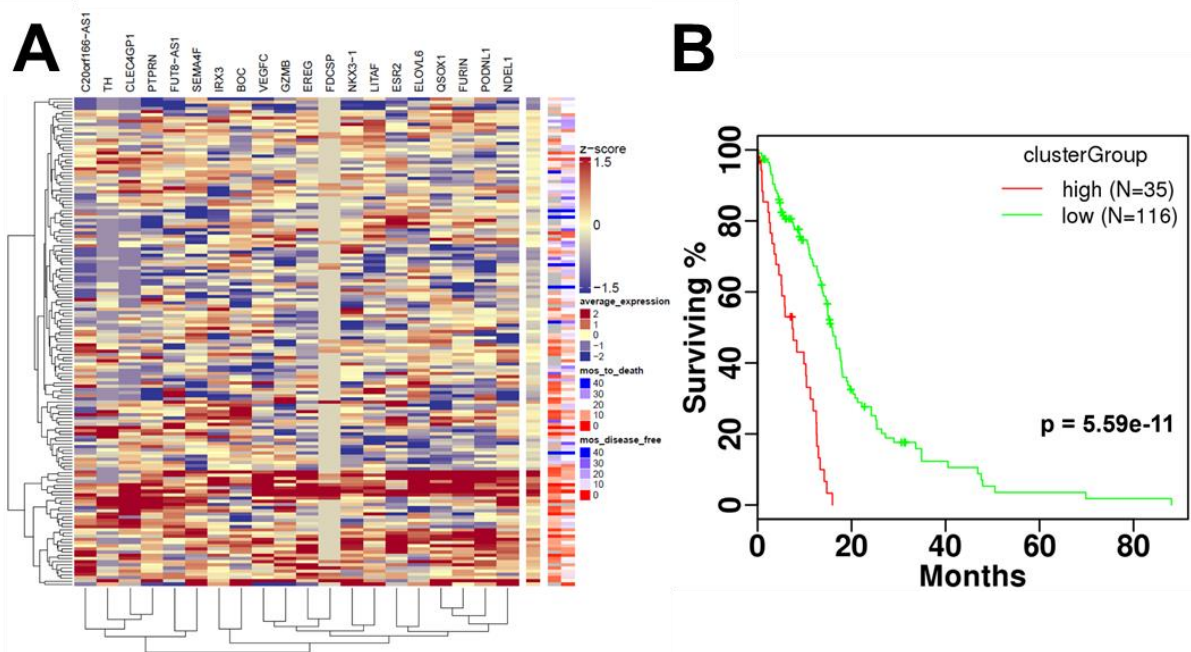 A
C20orf166-AS1
TH
CLEC4GP1
PTPRN
FUT8-AS1
SEMA4F
IRX3
BOC
VEGFC
GZMB
EREG
FDCSP
NKX3-1
LITAF
ESR2
ELOVL6
QSOX1
FURIN
PODNL1
NDEL1
z-score
1.5
0
−1.5
average_expression
2
1
0
−1
−2
mos_to_death
40
30
20
10
0
mos_disease_free
40
30
20
10
0
B
Surviving %
100
80
60
40
20
0
clusterGroup
high (N=35)
low (N=116)
p = 5.59e-11
0 20 40 60 80
Months